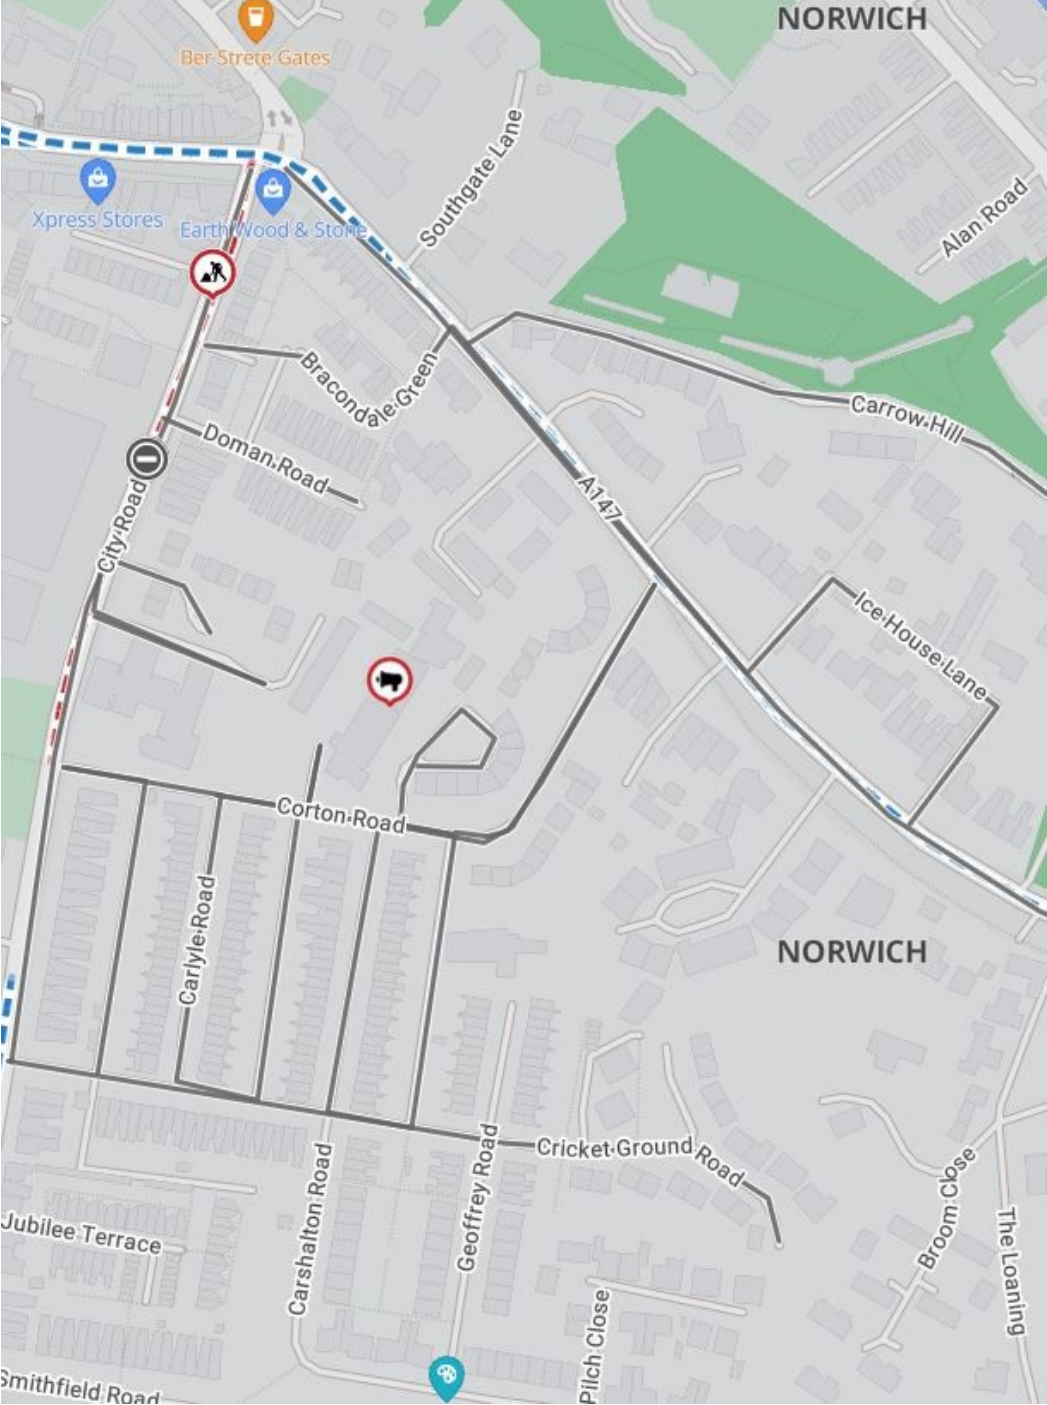 NORWICH
Ber Strete Gates
Southgate Lane
Xpress Stores
Earth Wood & Stone
Alan Road
Bracondale Green
Carrow Hill
Doman Road
A147
City Road
Ice House Lane
Corton Road
Carlyle Road
NORWICH
Cricket Ground Road
Geoffrey Road
Carshalton Road
Jubilee Terrace
Broom Close
The Loaning
Pilch Close
Smithfield Road